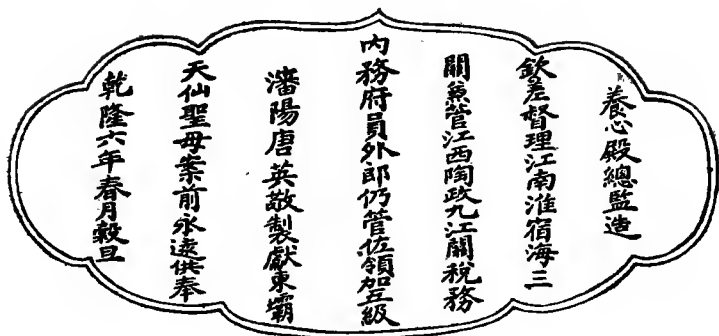 養心殿總監造
欽差督理江南淮宿海三
關兼管江西陶政九江關稅務
內務府員外郎仍管佐領加五級
瀋陽唐英敬製獻東壩
天仙聖母案前永遠供奉
乾隆六年春月榖旦